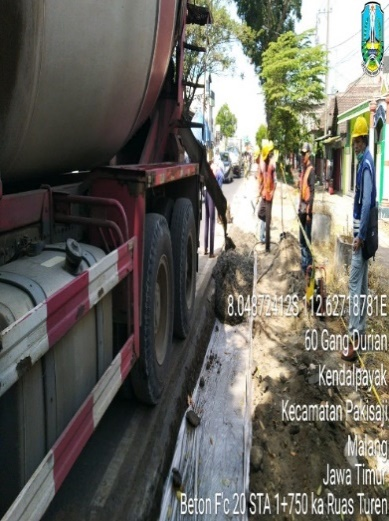 8.04872412S 112.62718781E
60 Gang Durian
Kendalpayak
Kecamatan Pakisaji
Malang
Jawa Timur
Beton Fc 20 STA 1+750 ka Ruas Turen